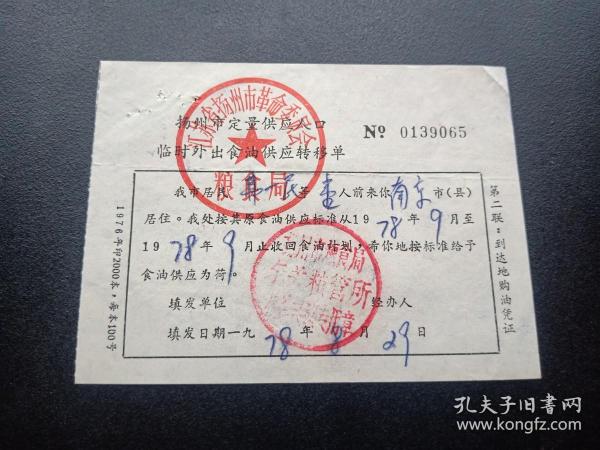 江苏省扬州市革命委员会
粮食局
扬州市定量供应人口
临时外出食油供应转移单
№ 0139065
我市居民 等 壹 人前来你 南京 市(县)
居住。我处按其原食油供应标准从19 78 年 9 月至
19 78 年 9 月止收回食油计划,希你地按标准给予
食油供应为荷。
填发单位 经办人
填发日期一九 78 年 8 月 29 日
粮管所
第二联:到达地购油凭证
1976年印2000本,每本100号
孔夫子旧书网
www.kongfz.com